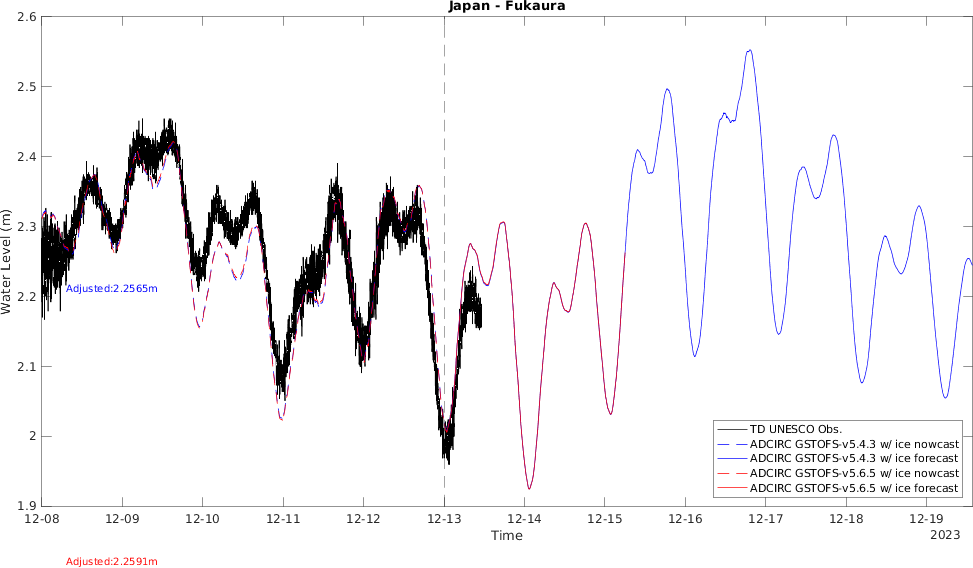 Japan - Fukaura
2.6
2.5
2.4
2.3
2.2
2.1
2
1.9
Water Level (m)
Adjusted:2.2565m
TD UNESCO Obs.
ADCIRC GSTOFS-v5.4.3 w/ ice nowcast
ADCIRC GSTOFS-v5.4.3 w/ ice forecast
ADCIRC GSTOFS-v5.6.5 w/ ice nowcast
ADCIRC GSTOFS-v5.6.5 w/ ice forecast
12-08 12-09 12-10 12-11 12-12 12-13 12-14 12-15 12-16 12-17 12-18 12-19
2023
Time
Adjusted:2.2591m